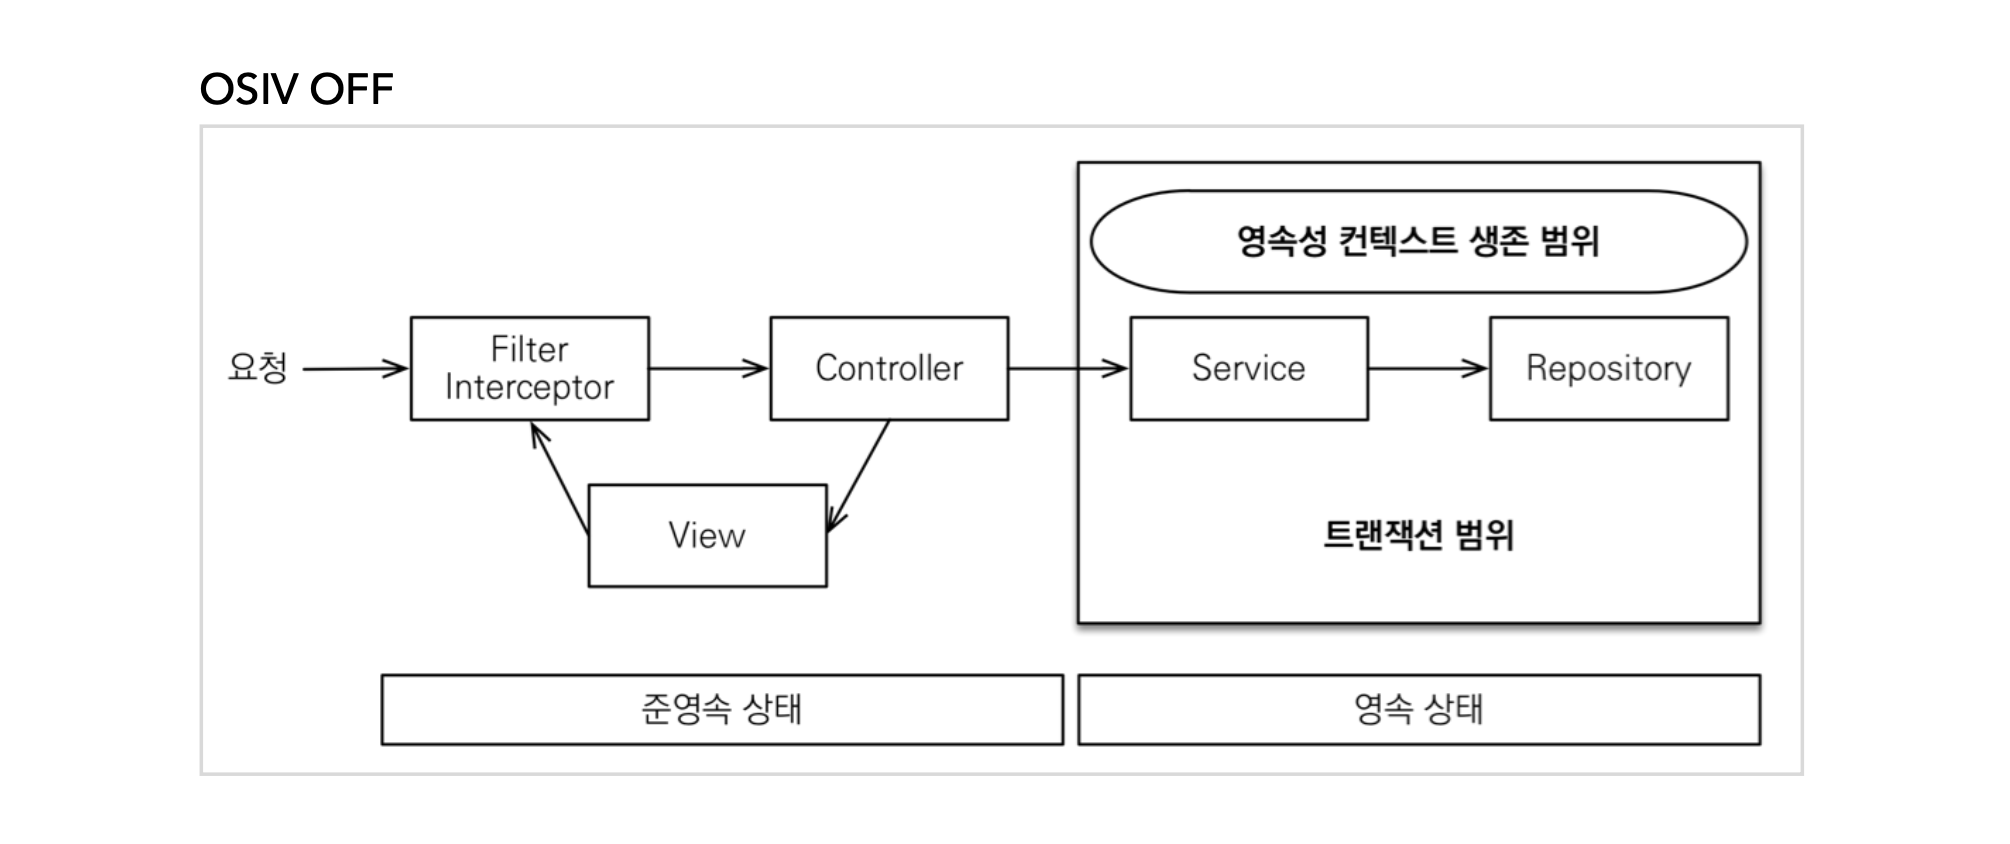 OSIV OFF
영속성 컨텍스트 생존 범위
요청
Filter
Interceptor
Controller
Service
Repository
View
트랜잭션 범위
준영속 상태
영속 상태